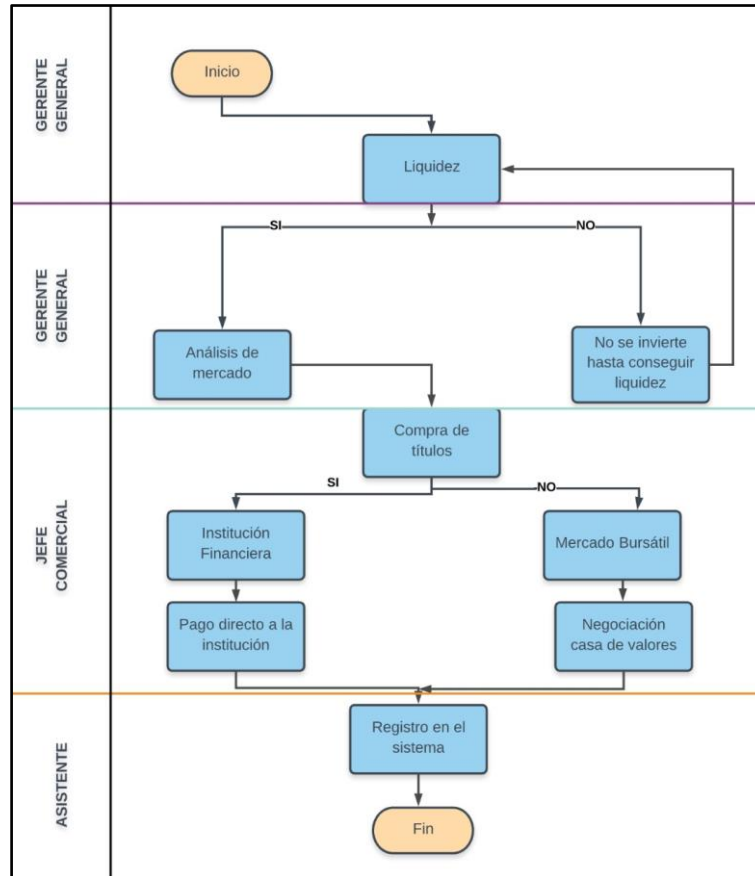 GERENTE
GENERAL
Inicio
Liquidez
GERENTE
GENERAL
SI
NO
Análisis de
mercado
No se invierte
hasta conseguir
liquidez
JEFE
COMERCIAL
Compra de
títulos
SI
NO
Institución
Financiera
Mercado Bursátil
Pago directo a la
institución
Negociación
casa de valores
ASISTENTE
Registro en el
sistema
Fin